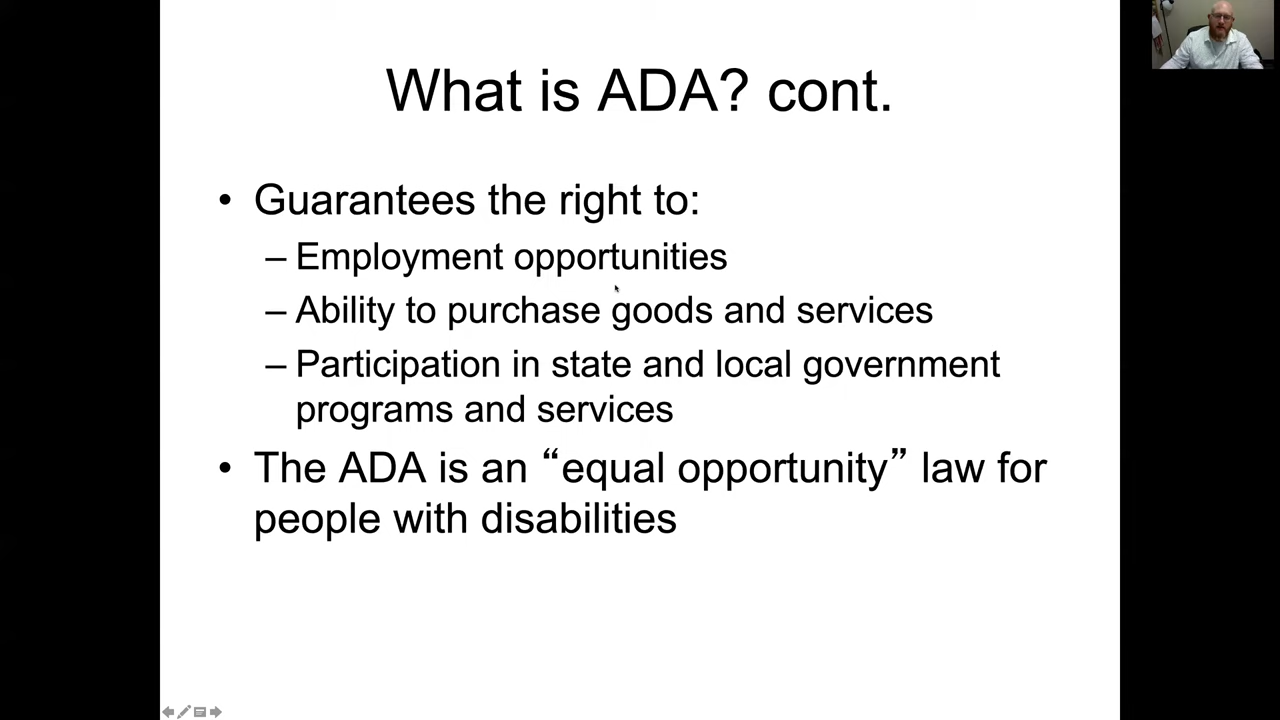 What is ADA? cont.
• Guarantees the right to:
– Employment opportunities
– Ability to purchase goods and services
– Participation in state and local government
programs and services
• The ADA is an “equal opportunity” law for
people with disabilities